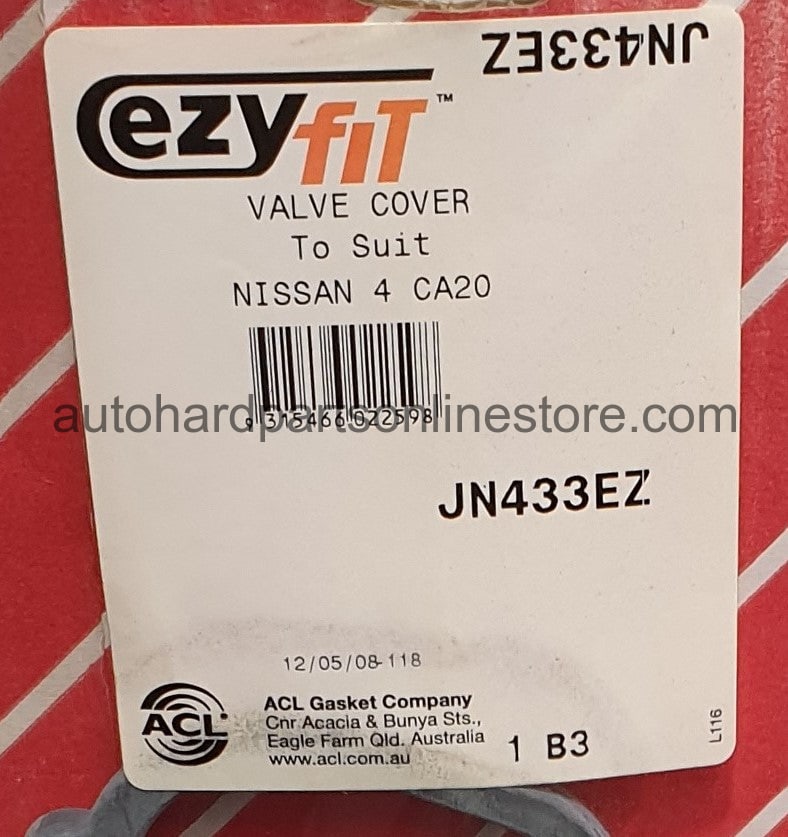 JN433EZ
ezyfiT™
VALVE COVER
To Suit
NISSAN 4 CA20
autohardpartsonlinestore.com
9 315466 022598
JN433EZ
12/05/08-118
ACL
ACL Gasket Company
Cnr Acacia & Bunya Sts.,
Eagle Farm Qld. Australia
www.acl.com.au
1 B3
L116